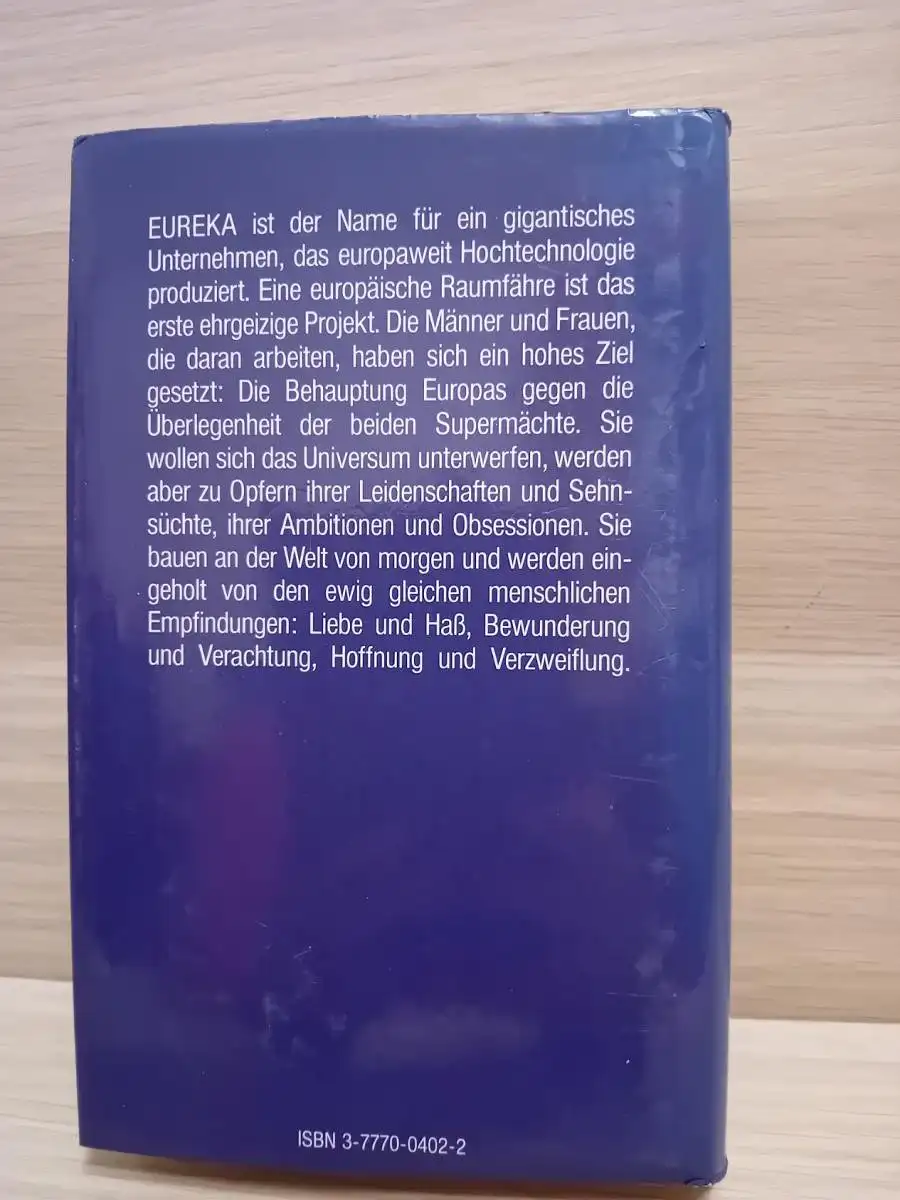 EUREKA ist der Name für ein gigantisches
Unternehmen, das europaweit Hochtechnologie
produziert. Eine europäische Raumfähre ist das
erste ehrgeizige Projekt. Die Männer und Frauen,
die daran arbeiten, haben sich ein hohes Ziel
gesetzt: Die Behauptung Europas gegen die
Überlegenheit der beiden Supermächte. Sie
wollen sich das Universum unterwerfen, werden
aber zu Opfern ihrer Leidenschaften und Sehn-
süchte, ihrer Ambitionen und Obsessionen. Sie
bauen an der Welt von morgen und werden ein-
geholt von den ewig gleichen menschlichen
Empfindungen: Liebe und Haß, Bewunderung
und Verachtung, Hoffnung und Verzweiflung.
ISBN 3-7770-0402-2